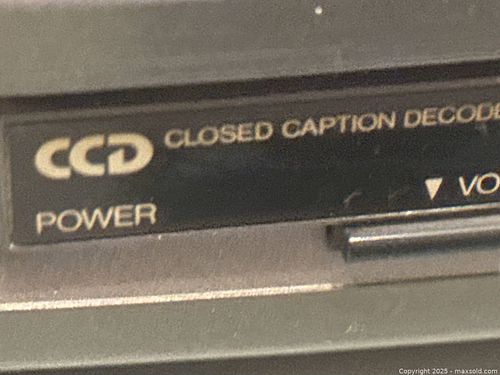 CCD CLOSED CAPTION DECODE
POWER
▼ VO
Copyright 2025 - maxsold.com